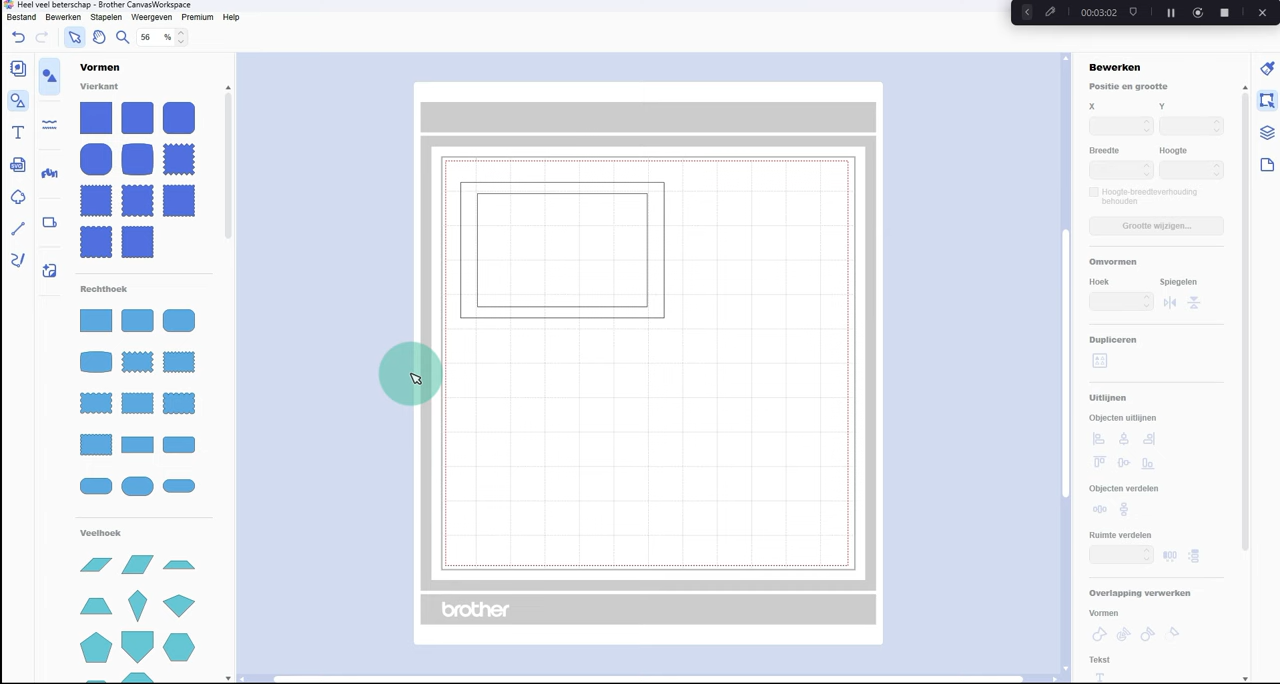 Heel veel beterschap - Brother CanvasWorkspace
Bestand Bewerken Stapelen Weergeven Premium Help
00:03:02
56 %
Vormen
Vierkant
Rechthoek
Veelhoek
SVG
brother
Bewerken
Positie en grootte
X Y
Breedte Hoogte
Hoogte-breedteverhouding
behouden
Grootte wijzigen...
Omvormen
Hoek Spiegelen
Dupliceren
Uitlijnen
Objecten uitlijnen
Objecten verdelen
Ruimte verdelen
Overlapping verwerken
Vormen
Tekst